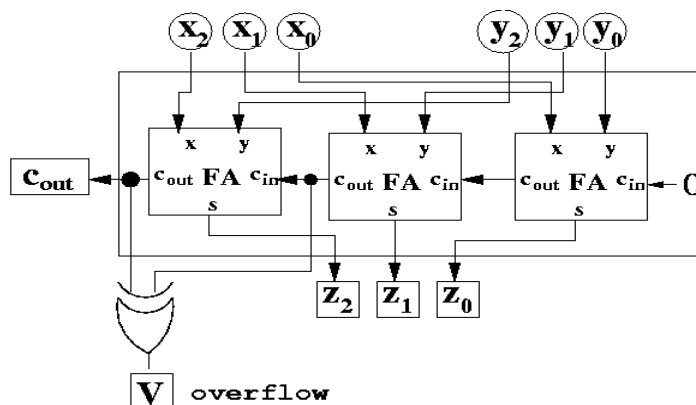 x2 x1 x0 y2 y1 y0
x y x y x y
cout cout FA cin cout FA cin cout FA cin 0
s s s
z2 z1 z0
V overflow